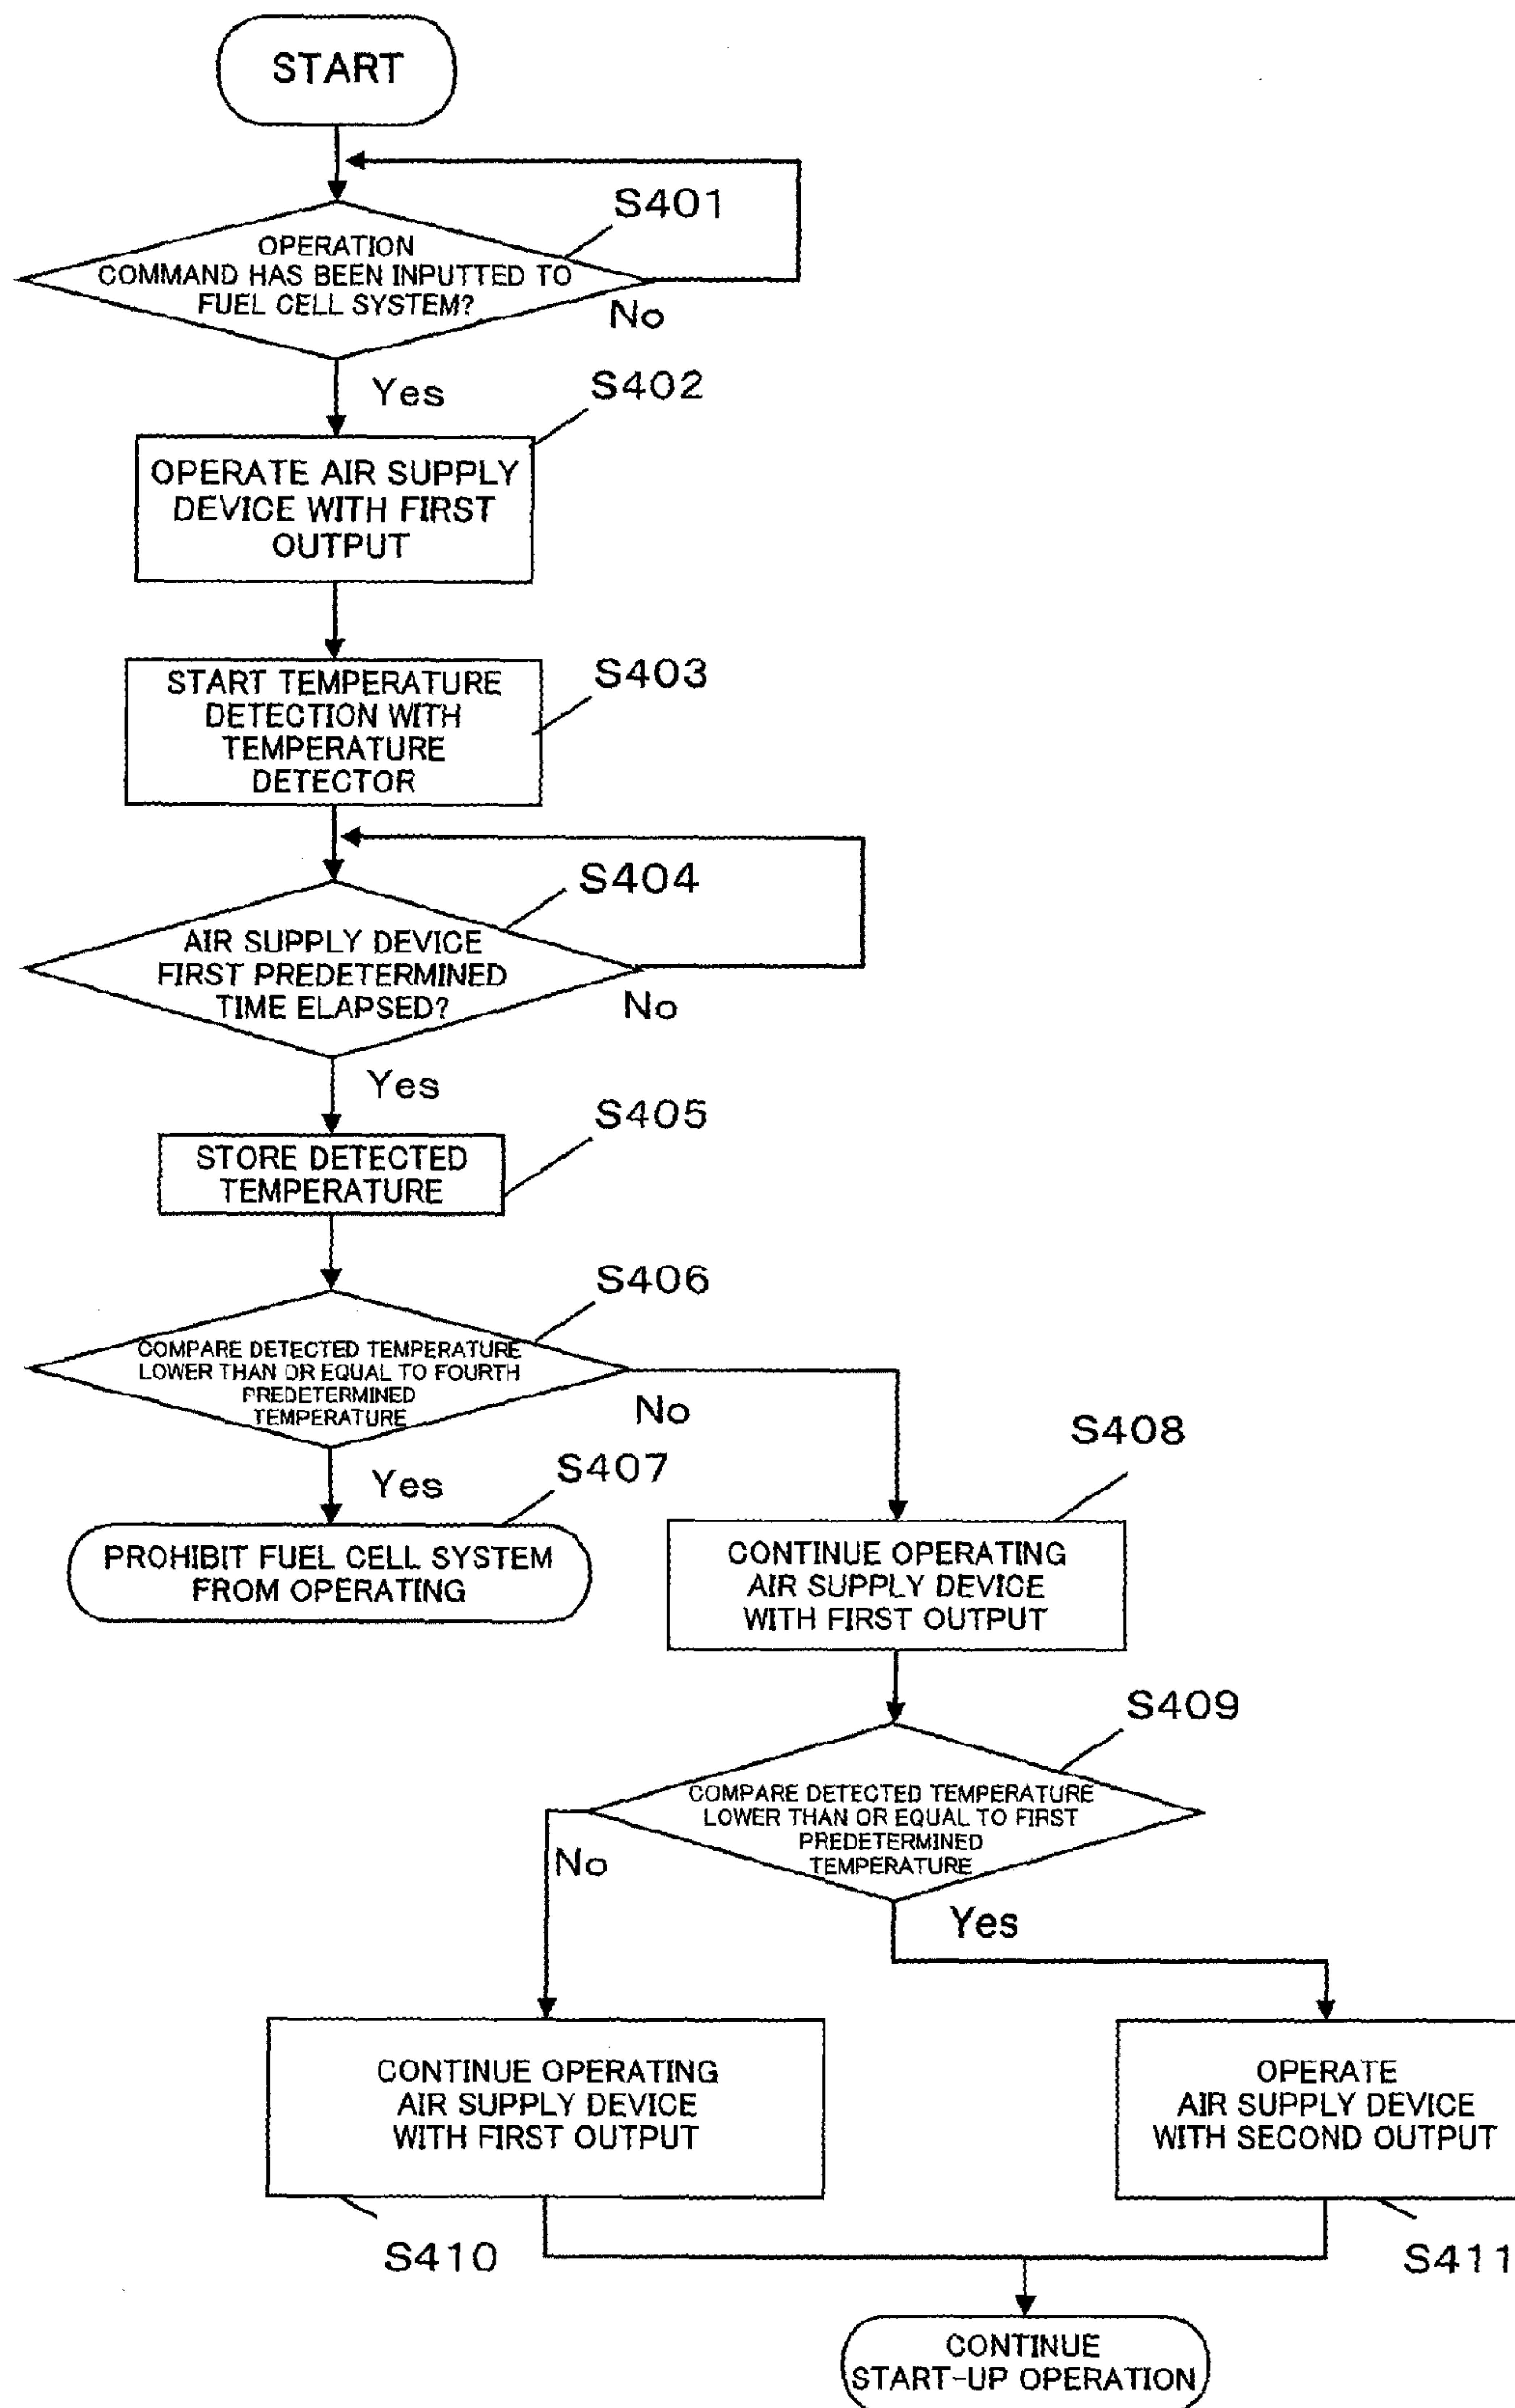 START
S401
OPERATION
COMMAND HAS BEEN INPUTTED TO
FUEL CELL SYSTEM?
No
Yes
S402
OPERATE AIR SUPPLY
DEVICE WITH FIRST
OUTPUT
S403
START TEMPERATURE
DETECTION WITH
TEMPERATURE
DETECTOR
S404
AIR SUPPLY DEVICE
FIRST PREDETERMINED
TIME ELAPSED?
No
Yes
S405
STORE DETECTED
TEMPERATURE
S406
COMPARE DETECTED TEMPERATURE
LOWER THAN OR EQUAL TO FOURTH
PREDETERMINED
TEMPERATURE
No
Yes
S407
PROHIBIT FUEL CELL SYSTEM
FROM OPERATING
S408
CONTINUE OPERATING
AIR SUPPLY DEVICE
WITH FIRST OUTPUT
S409
COMPARE DETECTED TEMPERATURE
LOWER THAN OR EQUAL TO FIRST
PREDETERMINED
TEMPERATURE
No
Yes
CONTINUE OPERATING
AIR SUPPLY DEVICE
WITH FIRST OUTPUT
S410
OPERATE
AIR SUPPLY DEVICE
WITH SECOND OUTPUT
S411
CONTINUE
START-UP OPERATION